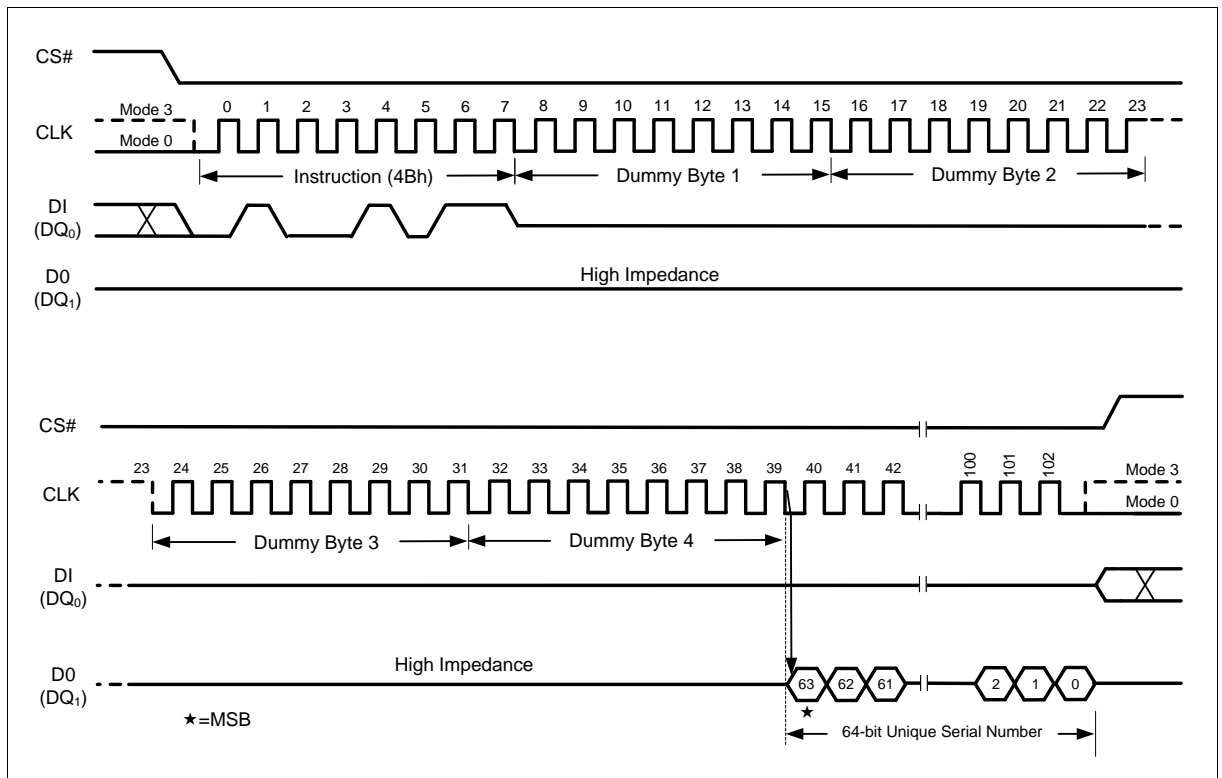 CS#
Mode 3
0 1 2 3 4 5 6 7 8 9 10 11 12 13 14 15 16 17 18 19 20 21 22 23
CLK
Mode 0
Instruction (4Bh) Dummy Byte 1 Dummy Byte 2
DI
(DQ0)
D0
(DQ1)
High Impedance
CS#
23 24 25 26 27 28 29 30 31 32 33 34 35 36 37 38 39 40 41 42 100 101 102
Mode 3
CLK
Mode 0
Dummy Byte 3 Dummy Byte 4
DI
(DQ0)
D0
(DQ1)
High Impedance
63 62 61 2 1 0
★=MSB
★
64-bit Unique Serial Number